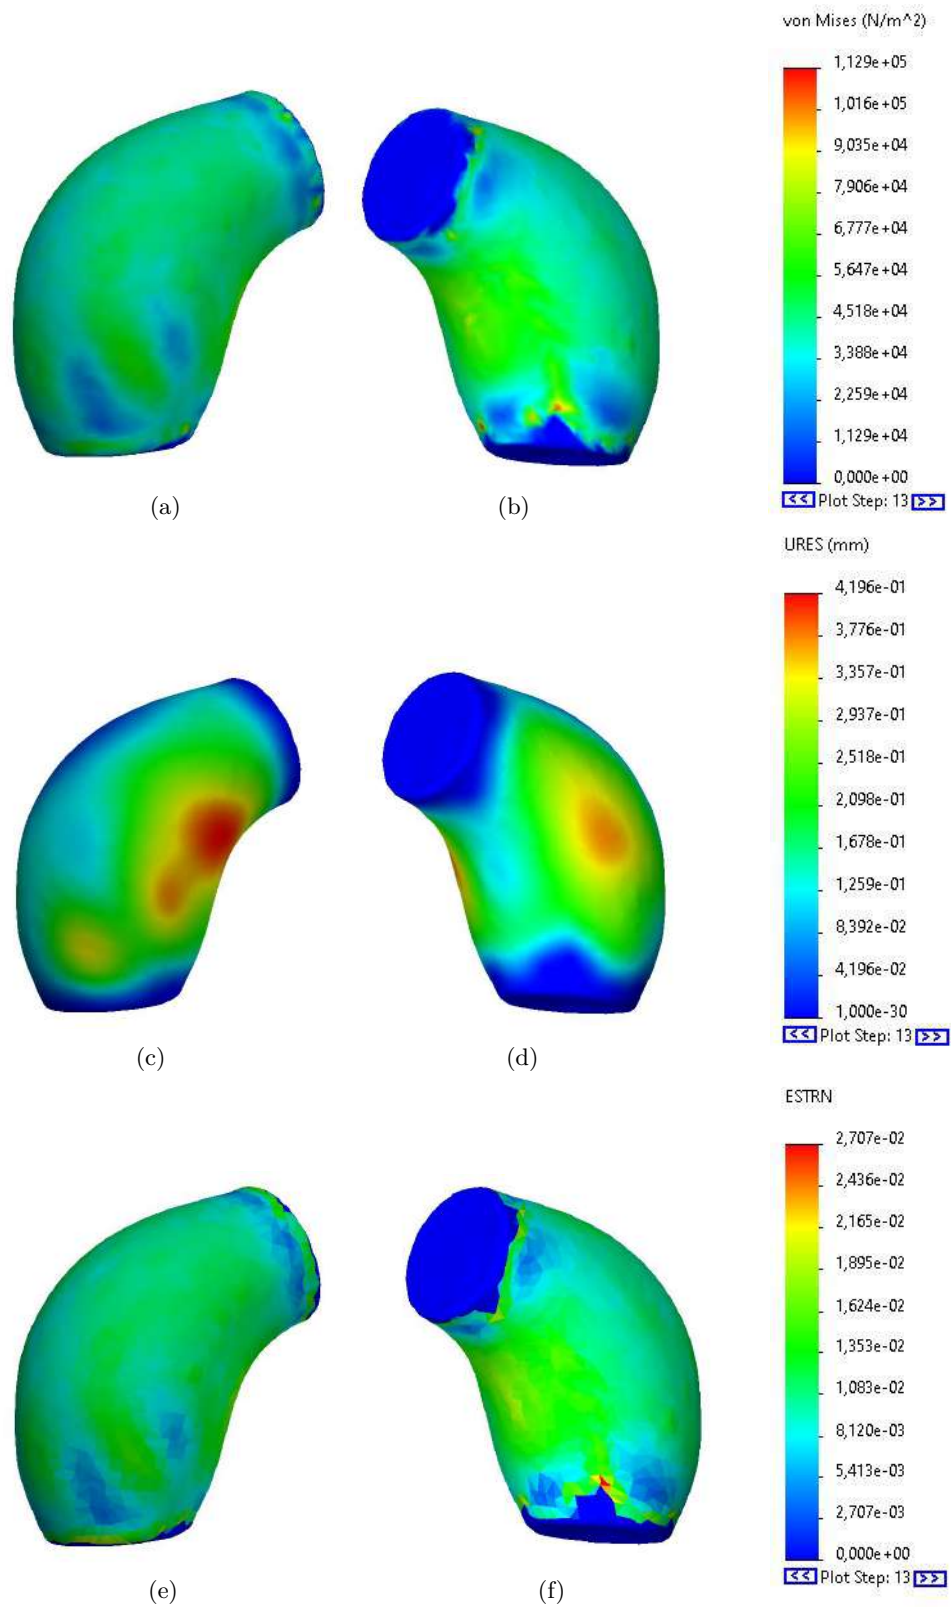 von Mises (N/m^2)
1,129e+05
1,016e+05
9,035e+04
7,906e+04
6,777e+04
5,647e+04
4,518e+04
3,388e+04
2,259e+04
1,129e+04
0,000e+00
<< Plot Step: 13 >>
(a)
(b)
URES (mm)
4,196e-01
3,776e-01
3,357e-01
2,937e-01
2,518e-01
2,098e-01
1,678e-01
1,259e-01
8,392e-02
4,196e-02
1,000e-30
<< Plot Step: 13 >>
(c)
(d)
ESTRN
2,707e-02
2,436e-02
2,165e-02
1,895e-02
1,624e-02
1,353e-02
1,083e-02
8,120e-03
5,413e-03
2,707e-03
0,000e+00
<< Plot Step: 13 >>
(e)
(f)